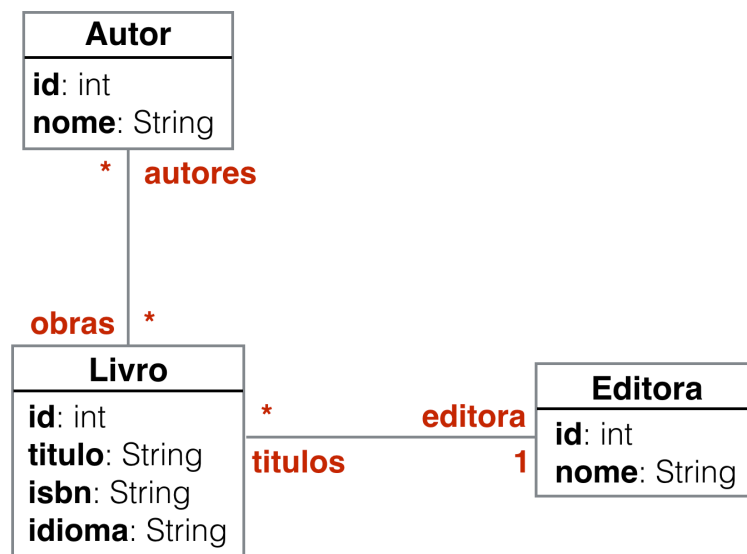 Autor
id: int
nome: String
* autores
obras *
Livro
id: int
titulo: String
isbn: String
idioma: String
* editora
titulos 1
Editora
id: int
nome: String